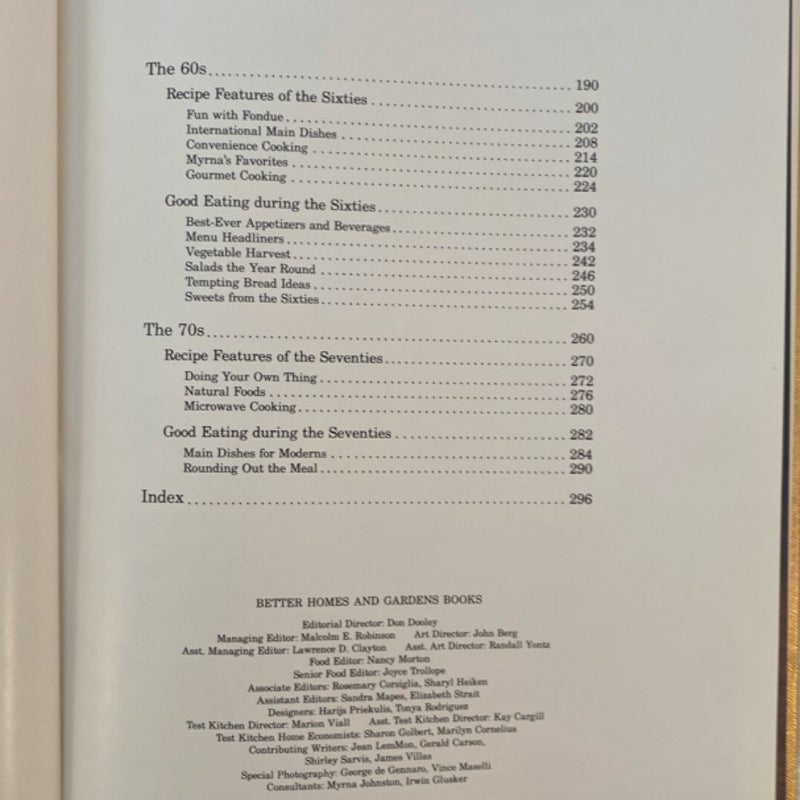 The 60s 190
Recipe Features of the Sixties 200
Fun with Fondue 202
International Main Dishes 208
Convenience Cooking 214
Myrna's Favorites 220
Gourmet Cooking 224
Good Eating during the Sixties 230
Best-Ever Appetizers and Beverages 232
Menu Headliners 234
Vegetable Harvest 242
Salads the Year Round 246
Tempting Bread Ideas 250
Sweets from the Sixties 254
The 70s 260
Recipe Features of the Seventies 270
Doing Your Own Thing 272
Natural Foods 276
Microwave Cooking 280
Good Eating during the Seventies 282
Main Dishes for Moderns 284
Rounding Out the Meal 290
Index 296
BETTER HOMES AND GARDENS BOOKS
Editorial Director: Don Dooley
Managing Editor: Malcolm E. Robinson Art Director: John Berg
Asst. Managing Editor: Lawrence D. Clayton Asst. Art Director: Randall Yontz
Food Editor: Nancy Morton
Senior Food Editor: Joyce Trollope
Associate Editors: Rosemary Corsiglia, Sharyl Heiken
Assistant Editors: Sandra Mapes, Elizabeth Strait
Designers: Harijs Priekulis, Tonya Rodriguez
Test Kitchen Director: Marion Viall Asst. Test Kitchen Director: Kay Cargill
Test Kitchen Home Economists: Sharon Golbert, Marilyn Cornelius
Contributing Writers: Jean LemMon, Gerald Carson,
Shirley Sarvis, James Villas
Special Photography: George de Gennaro, Vince Maselli
Consultants: Myrna Johnston, Irwin Glusker